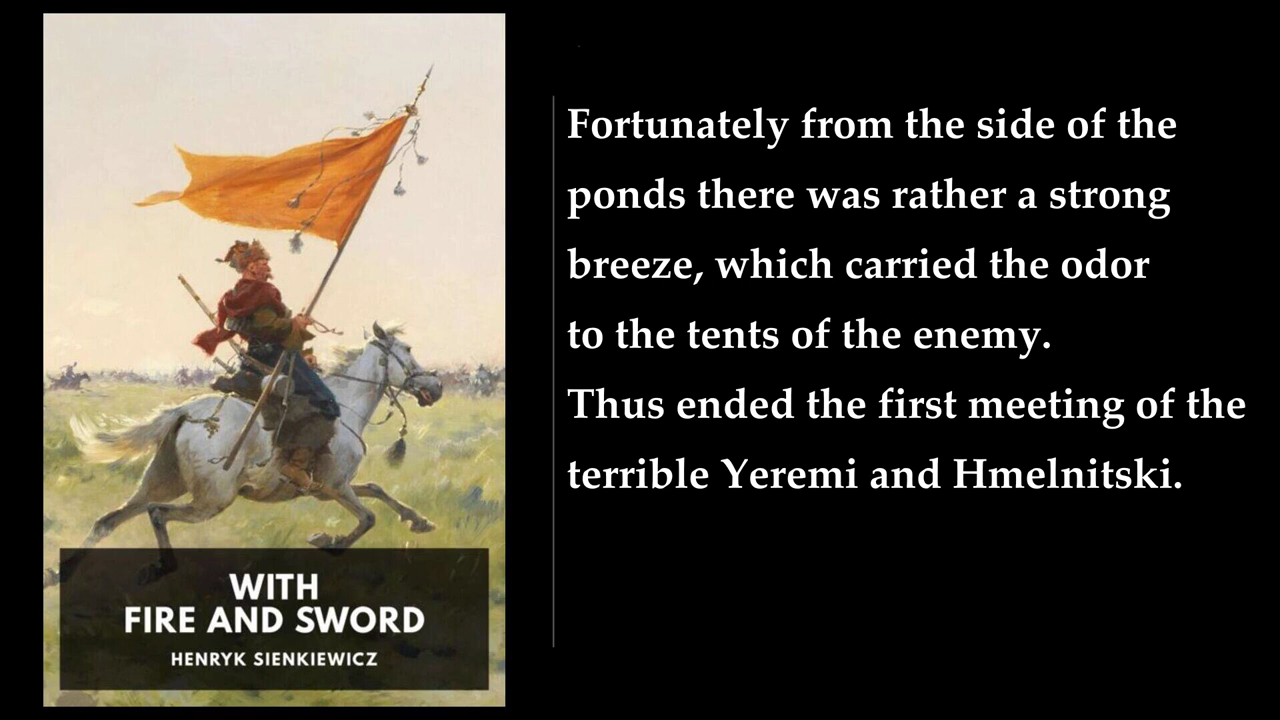 WITH
FIRE AND SWORD
HENRYK SIENKIEWICZ
Fortunately from the side of the
ponds there was rather a strong
breeze, which carried the odor
to the tents of the enemy.
Thus ended the first meeting of the
terrible Yeremi and Hmelnitski.